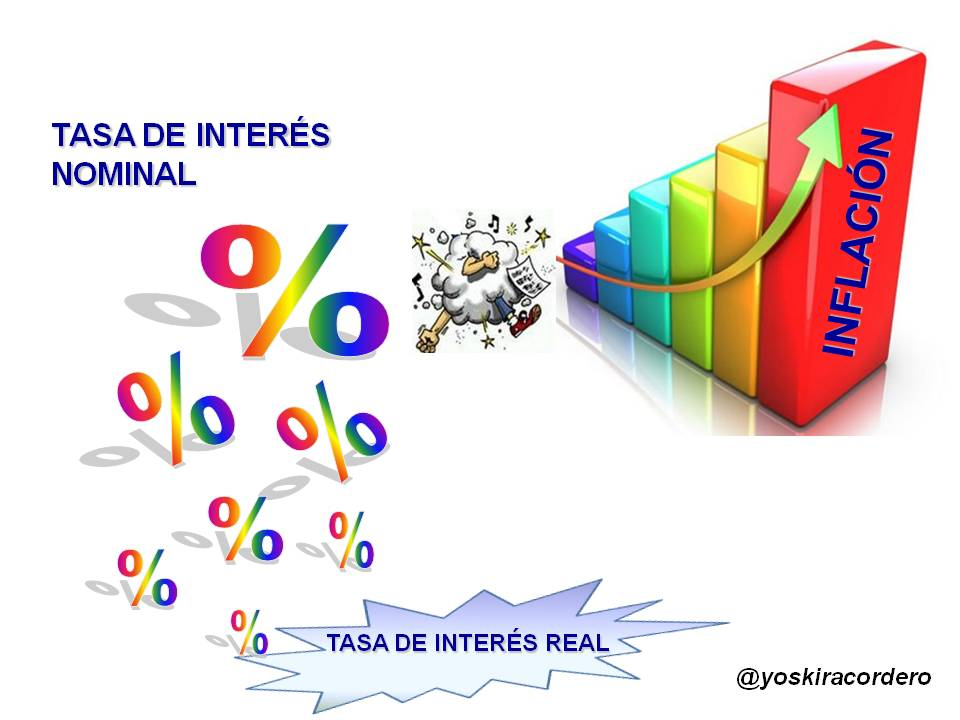 TASA DE INTERÉS
NOMINAL
INFLACIÓN
%
%
%
%
%
%
%
TASA DE INTERÉS REAL
@yoskiracordero